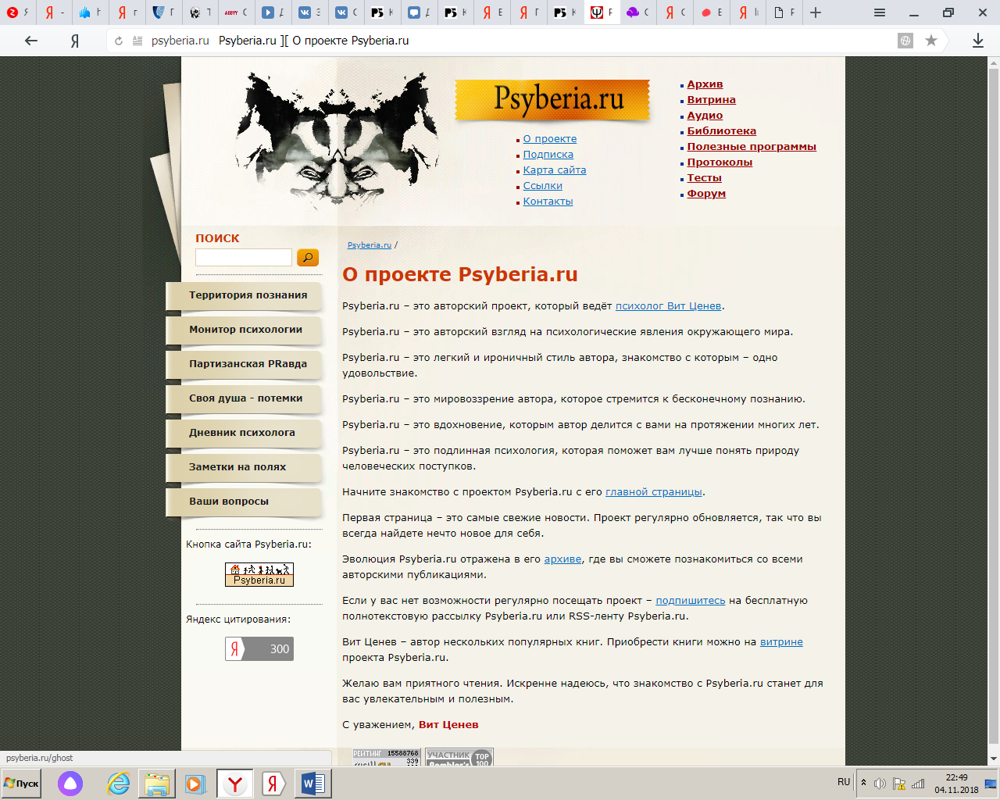 psyberia.ru Psyberia.ru ][ О проекте Psyberia.ru
Psyberia.ru
О проекте
Подписка
Карта сайта
Ссылки
Контакты
Архив
Витрина
Аудио
Библиотека
Полезные программы
Протоколы
Тесты
Форум
ПОИСК
Территория познания
Монитор психологии
Партизанская PRавда
Своя душа - потемки
Дневник психолога
Заметки на полях
Ваши вопросы
Кнопка сайта Psyberia.ru:
Psyberia.ru
Яндекс цитирования:
Я 300
Psyberia.ru /
О проекте Psyberia.ru
Psyberia.ru – это авторский проект, который ведёт психолог Вит Ценев.
Psyberia.ru – это авторский взгляд на психологические явления окружающего мира.
Psyberia.ru – это легкий и ироничный стиль автора, знакомство с которым – одно
удовольствие.
Psyberia.ru – это мировоззрение автора, которое стремится к бесконечному познанию.
Psyberia.ru – это вдохновение, которым автор делится с вами на протяжении многих лет.
Psyberia.ru – это подлинная психология, которая поможет вам лучше понять природу
человеческих поступков.
Начните знакомство с проектом Psyberia.ru с его главной страницы.
Первая страница – это самые свежие новости. Проект регулярно обновляется, так что вы
всегда найдете нечто новое для себя.
Эволюция Psyberia.ru отражена в его архиве, где вы сможете познакомиться со всеми
авторскими публикациями.
Если у вас нет возможности регулярно посещать проект – подпишитесь на бесплатную
полнотекстовую рассылку Psyberia.ru или RSS-ленту Psyberia.ru.
Вит Ценев – автор нескольких популярных книг. Приобрести книги можно на витрине
проекта Psyberia.ru.
Желаю вам приятного чтения. Искренне надеюсь, что знакомство с Psyberia.ru станет для
вас увлекательным и полезным.
С уважением, Вит Ценев
РЕЙТИНГ 15588768
339
УЧАСТНИК TOP 100
psyberia.ru/ghost
Пуск
RU
22:49
04.11.2018